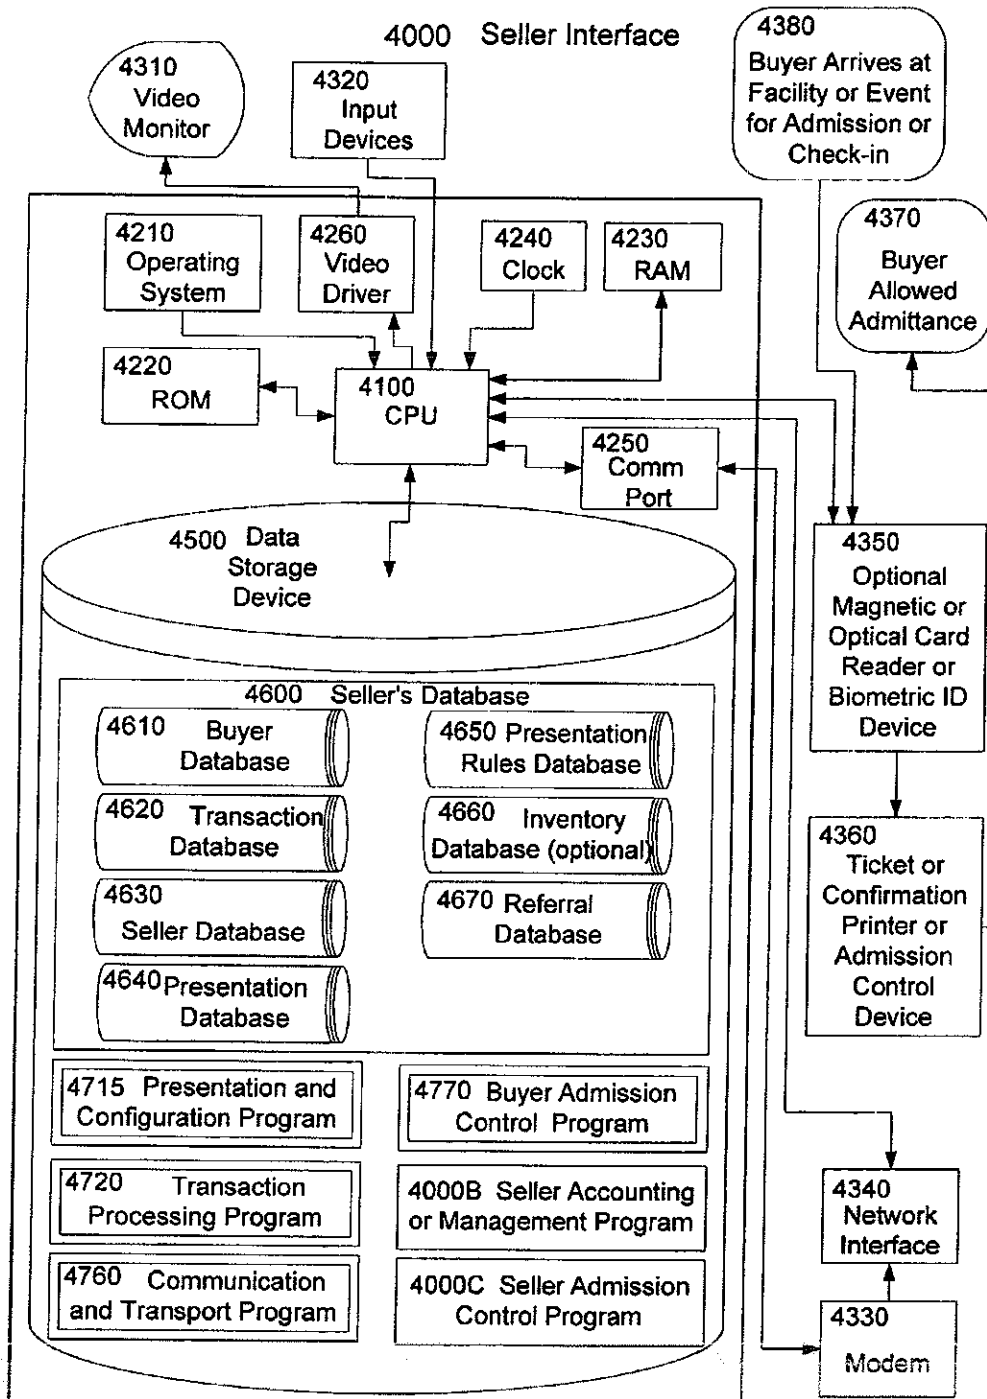 4000 Seller Interface
4310
Video
Monitor
4320
Input
Devices
4380
Buyer Arrives at
Facility or Event
for Admission or
Check-in
4370
Buyer
Allowed
Admittance
4210
Operating
System
4260
Video
Driver
4240
Clock
4230
RAM
4220
ROM
4100
CPU
4250
Comm
Port
4500 Data
Storage
Device
4350
Optional
Magnetic or
Optical Card
Reader or
Biometric ID
Device
4600 Seller's Database
4610 Buyer
Database
4650 Presentation
Rules Database
4620 Transaction
Database
4660 Inventory
Database (optional)
4630
Seller Database
4670 Referral
Database
4640 Presentation
Database
4360
Ticket or
Confirmation
Printer or
Admission
Control
Device
4715 Presentation and
Configuration Program
4770 Buyer Admission
Control Program
4720 Transaction
Processing Program
4000B Seller Accounting
or Management Program
4760 Communication
and Transport Program
4000C Seller Admission
Control Program
4340
Network
Interface
4330
Modem